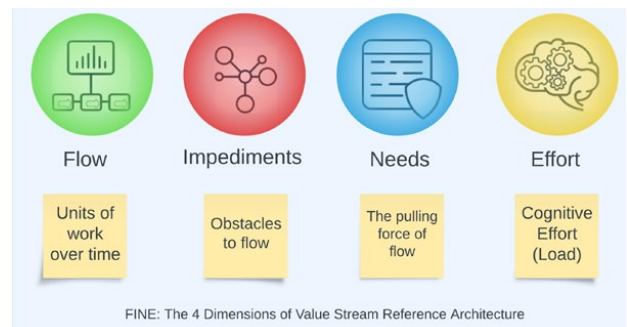 Flow
Impediments
Needs
Effort
Units of
work
over time
Obstacles
to flow
The pulling
force of
flow
Cognitive
Effort
(Load)
FINE: The 4 Dimensions of Value Stream Reference Architecture